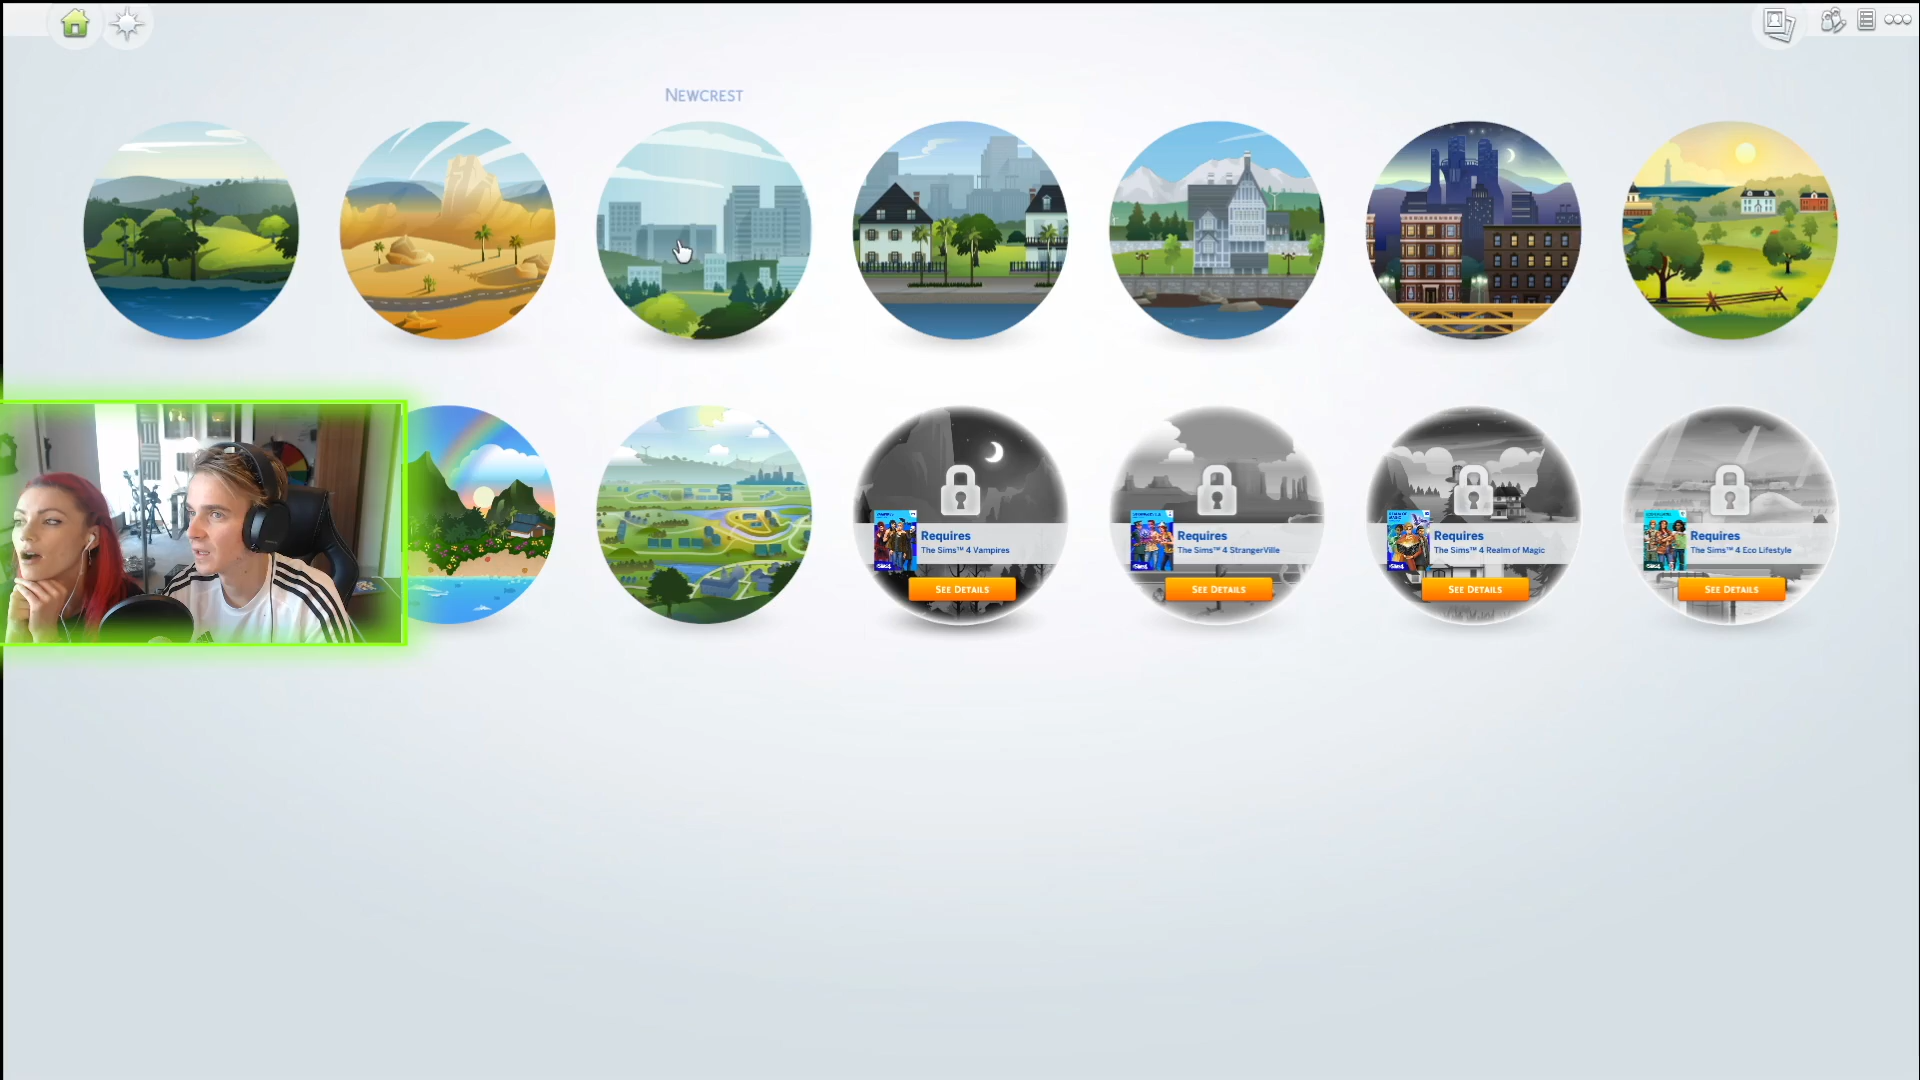 NEWCREST
Requires
The Sims™ 4 Vampires
SEE DETAILS
Requires
The Sims™ 4 StrangerVille
SEE DETAILS
Requires
The Sims™ 4 Realm of Magic
SEE DETAILS
Requires
The Sims™ 4 Eco Lifestyle
SEE DETAILS